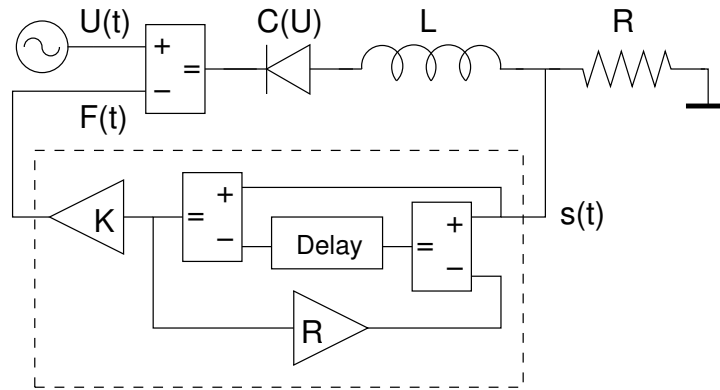 U(t)
C(U)
L
R
+
=
−
F(t)
K
=
+
−
Delay
=
+
−
s(t)
R